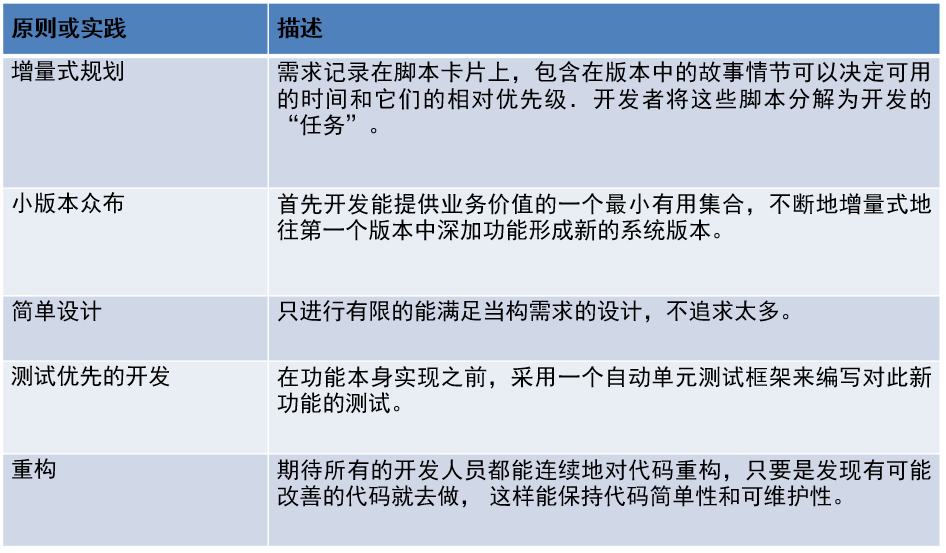 原则或实践 描述
增量式规划 需求记录在脚本卡片上，包含在版本中的故事情节可以决定可用
的时间和它们的相对优先级．开发者将这些脚本分解为开发的
“任务”。
小版本众布 首先开发能提供业务价值的一个最小有用集合，不断地增量式地
往第一个版本中深加功能形成新的系统版本。
简单设计 只进行有限的能满足当构需求的设计，不追求太多。
测试优先的开发 在功能本身实现之前，采用一个自动单元测试框架来编写对此新
功能的测试。
重构 期待所有的开发人员都能连续地对代码重构，只要是发现有可能
改善的代码就去做， 这样能保持代码简单性和可维护性。